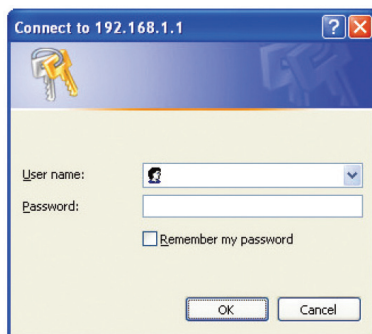 Connect to 192.168.1.1
User name:
Password:
Remember my password
OK Cancel